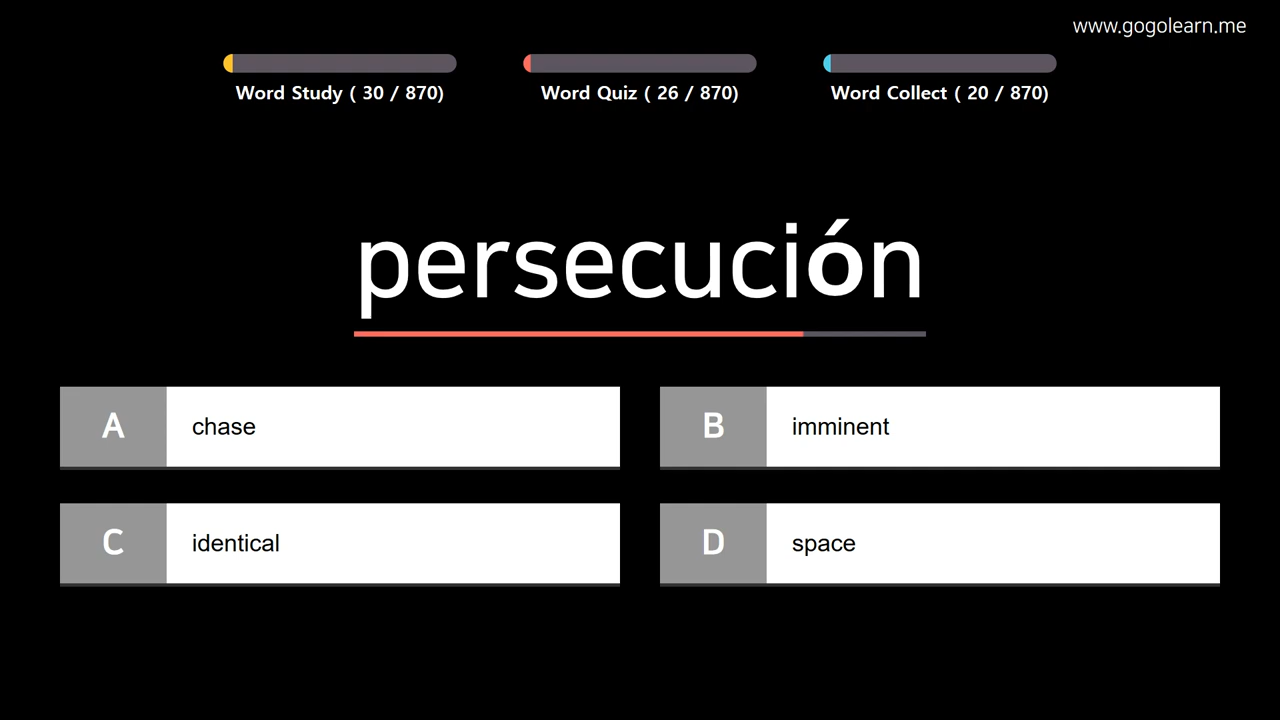 www.gogolearn.me
Word Study ( 30 / 870)
Word Quiz ( 26 / 870)
Word Collect ( 20 / 870)
persecución
A chase
B imminent
C identical
D space